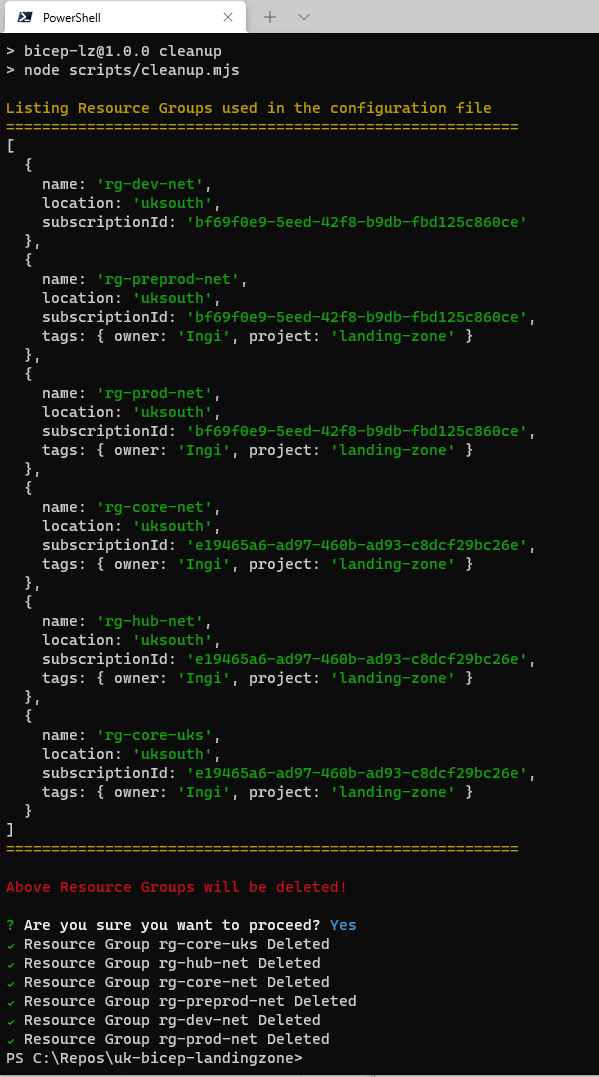 PowerShell
> bicep-lz@1.0.0 cleanup
> node scripts/cleanup.mjs
Listing Resource Groups used in the configuration file
=========================================================
[
  {
    name: 'rg-dev-net',
    location: 'uksouth',
    subscriptionId: 'bf69f0e9-5eed-42f8-b9db-fbd125c860ce'
  },
  {
    name: 'rg-preprod-net',
    location: 'uksouth',
    subscriptionId: 'bf69f0e9-5eed-42f8-b9db-fbd125c860ce',
    tags: { owner: 'Ingi', project: 'landing-zone' }
  },
  {
    name: 'rg-prod-net',
    location: 'uksouth',
    subscriptionId: 'bf69f0e9-5eed-42f8-b9db-fbd125c860ce',
    tags: { owner: 'Ingi', project: 'landing-zone' }
  },
  {
    name: 'rg-core-net',
    location: 'uksouth',
    subscriptionId: 'e19465a6-ad97-460b-ad93-c8dcf29bc26e',
    tags: { owner: 'Ingi', project: 'landing-zone' }
  },
  {
    name: 'rg-hub-net',
    location: 'uksouth',
    subscriptionId: 'e19465a6-ad97-460b-ad93-c8dcf29bc26e',
    tags: { owner: 'Ingi', project: 'landing-zone' }
  },
  {
    name: 'rg-core-uks',
    location: 'uksouth',
    subscriptionId: 'e19465a6-ad97-460b-ad93-c8dcf29bc26e',
    tags: { owner: 'Ingi', project: 'landing-zone' }
  }
]
=========================================================
Above Resource Groups will be deleted!
? Are you sure you want to proceed? Yes
✓ Resource Group rg-core-uks Deleted
✓ Resource Group rg-hub-net Deleted
✓ Resource Group rg-core-net Deleted
✓ Resource Group rg-preprod-net Deleted
✓ Resource Group rg-dev-net Deleted
✓ Resource Group rg-prod-net Deleted
PS C:\Repos\uk-bicep-landingzone>